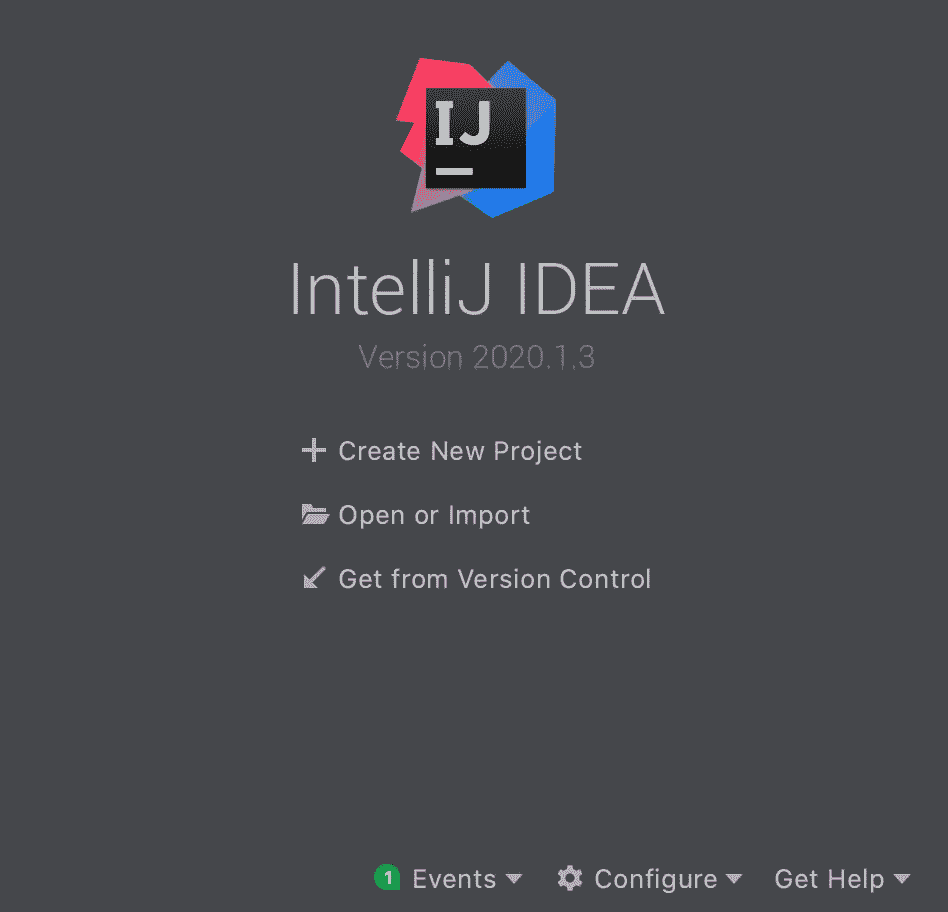 IJ
IntelliJ IDEA
Version 2020.1.3
Create New Project
Open or Import
Get from Version Control
1 Events Configure Get Help